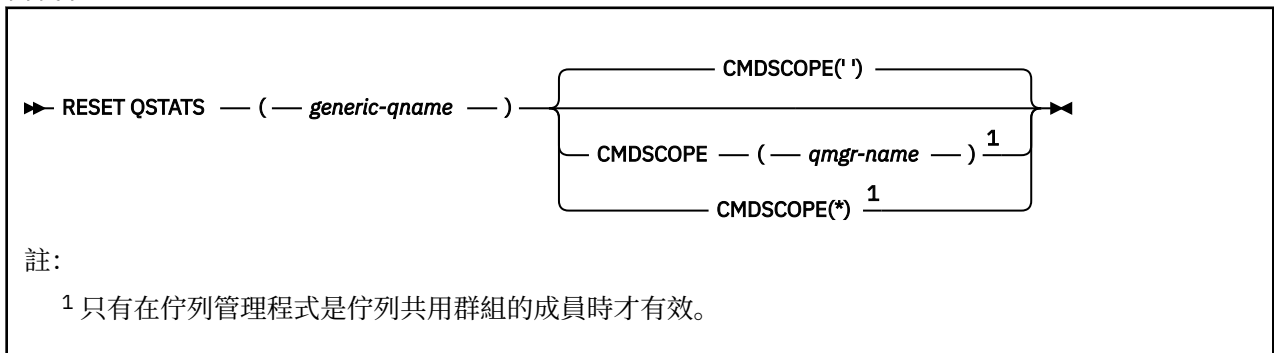 CMDSCOPE(' ')
RESET QSTATS ( generic-qname )
CMDSCOPE ( qmgr-name ) 1
CMDSCOPE(*) 1
註:
1 只有在佇列管理程式是佇列共用群組的成員時才有效。